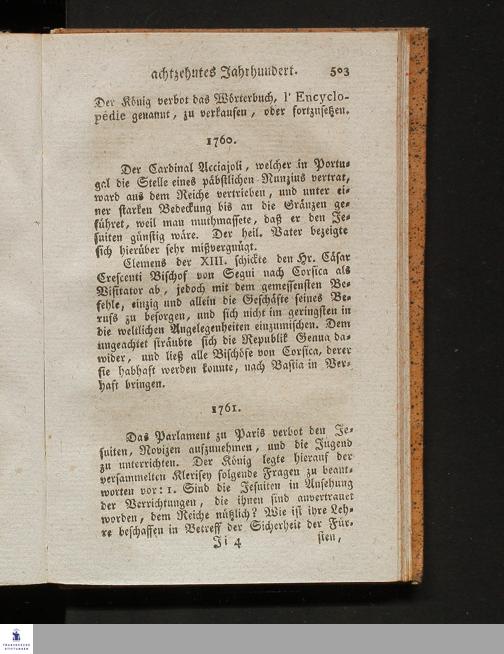 achtzehntes Jahrhundert. 503
Der König verbot das Wörterbuch, l' Encyclo-
pédie genannt, zu verkaufen, oder fortzusetzen.
1760.
Der Cardinal Acciajoli, welcher in Portu-
gal die Stelle eines päbstlichen Nunzius vertrat,
ward aus dem Reiche vertrieben, und unter ei-
ner starken Bedeckung bis an die Gränzen ge-
führet, weil man muthmassete, daß er den Je-
suiten günstig wäre. Der heil. Vater bezeigte
sich hierüber sehr mißvergnügt.
Clemens der XIII. schickte den Hr. Cäsar
Crescenti Bischof von Segui nach Corsica als
Visitator ab, jedoch mit dem gemessensten Be-
fehle, einzig und allein die Geschäfte seines Be-
rufs zu besorgen, und sich nicht im geringsten in
die weltlichen Angelegenheiten einzumischen. Dem
ungeachtet sträubte sich die Republik Genua da-
wider, und ließ alle Bischöfe von Corsica, derer
sie habhaft werden konnte, nach Bastia in Ver-
haft bringen.
1761.
Das Parlament zu Paris verbot den Je-
suiten, Novizen aufzunehmen, und die Jugend
zu unterrichten. Der König legte hierauf der
versammelten Klerisey folgende Fragen zu beant-
worten vor: 1. Sind die Jesuiten in Ansehung
der Verrichtungen, die ihnen sind anvertrauet
worden, dem Reiche nützlich? Wie ist ihre Leh-
re beschaffen in Betreff der Sicherheit der Für-
Ji 4 sten,
FRANCKESCHE
STIFTUNGEN